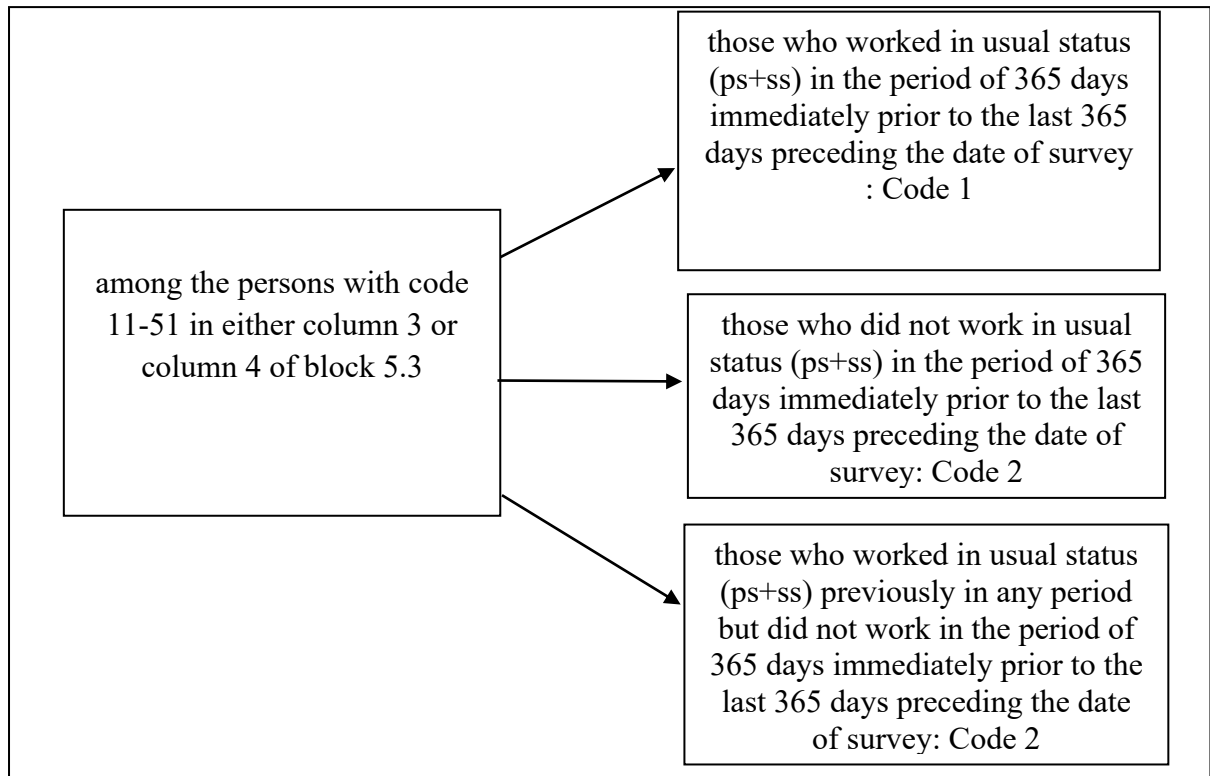 among the persons with code
11-51 in either column 3 or
column 4 of block 5.3
those who worked in usual status
(ps+ss) in the period of 365 days
immediately prior to the last 365
days preceding the date of survey
: Code 1
those who did not work in usual
status (ps+ss) in the period of 365
days immediately prior to the last
365 days preceding the date of
survey: Code 2
those who worked in usual status
(ps+ss) previously in any period
but did not work in the period of
365 days immediately prior to the
last 365 days preceding the date
of survey: Code 2